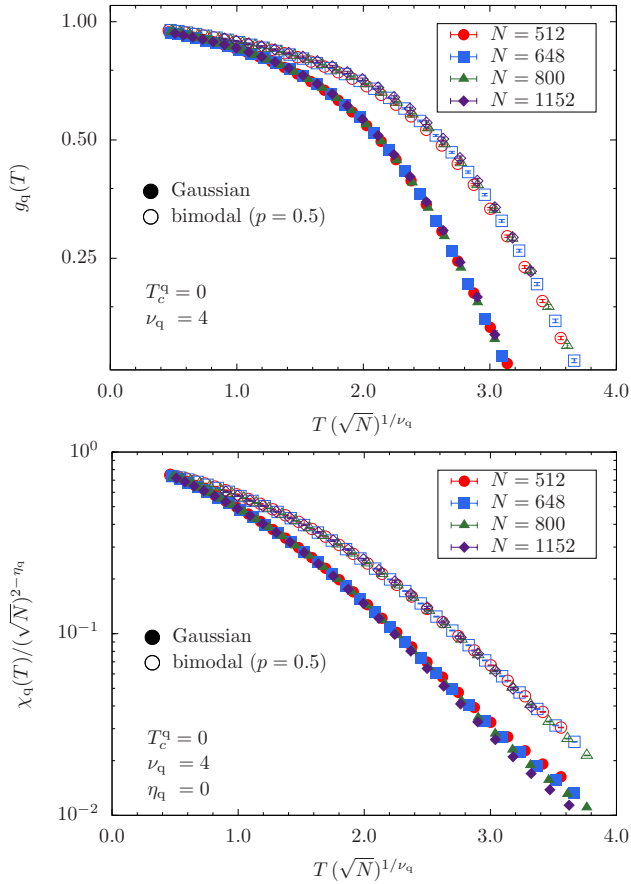 1.00
0.50
0.25
g_q(T)
N = 512
N = 648
N = 800
N = 1152
Gaussian
bimodal (p = 0.5)
T_c^q = 0
ν_q = 4
0.0 1.0 2.0 3.0 4.0
T (√N)^{1/ν_q}
10^0
10^{-1}
10^{-2}
χ_q(T)/(√N)^{2−η_q}
N = 512
N = 648
N = 800
N = 1152
Gaussian
bimodal (p = 0.5)
T_c^q = 0
ν_q = 4
η_q = 0
0.0 1.0 2.0 3.0 4.0
T (√N)^{1/ν_q}